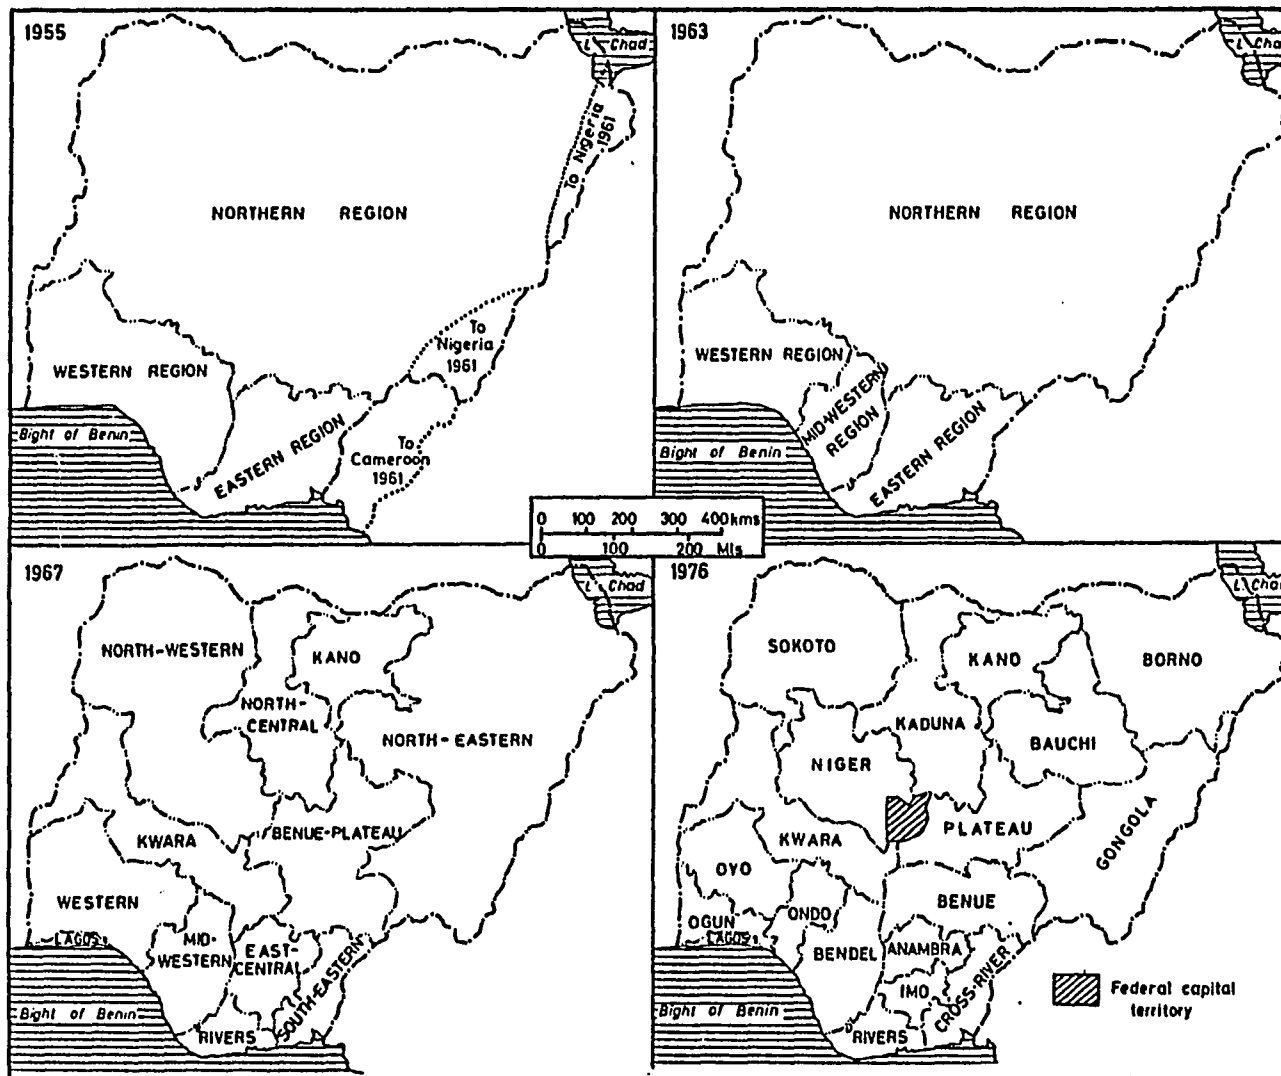 1955
L. Chad
To Nigeria
1961
NORTHERN REGION
To
Nigeria
1961
WESTERN REGION
EASTERN REGION
To
Cameroon
1961
Bight of Benin
1963
L. Cha
NORTHERN REGION
WESTERN REGION
MID-WESTERN
REGION
EASTERN REGION
Bight of Benin
0 100 200 300 400 kms
0 100 200 Mls
1967
L. Chad
NORTH-WESTERN
KANO
NORTH-
CENTRAL
NORTH-EASTERN
KWARA
BENUE-PLATEAU
WESTERN
LAGOS
MID-
WESTERN
EAST-
CENTRAL
SOUTH-EASTERN
RIVERS
Bight of Benin
1976
L. Cha
SOKOTO
KANO
BORNO
KADUNA
BAUCHI
NIGER
PLATEAU
GONGOLA
KWARA
OYO
BENUE
OGUN
ONDO
LAGOS
BENDEL
ANAMBRA
IMO
CROSS-RIVER
RIVERS
Bight of Benin
Federal capital
territory